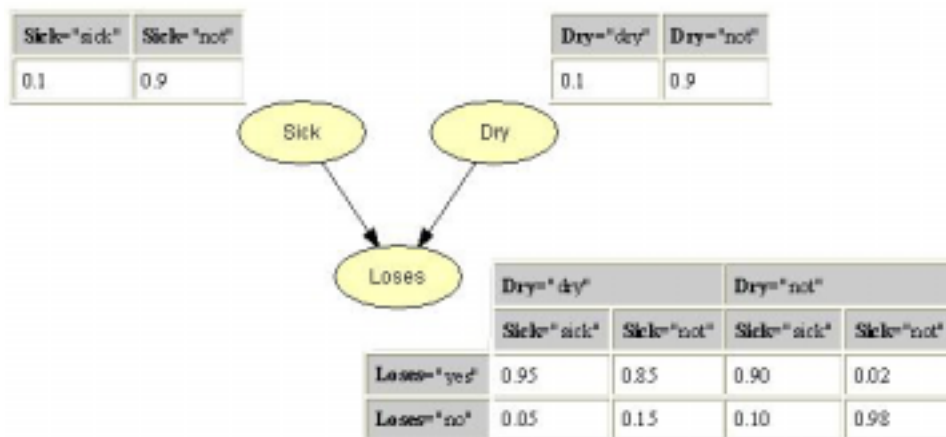 Sick="sick" Sick="not"
0.1 0.9
Dry="dry" Dry="not"
0.1 0.9
Sick
Dry
Loses
Dry="dry" Dry="not"
Sick="sick" Sick="not" Sick="sick" Sick="not"
Loses="yes" 0.95 0.85 0.90 0.02
Loses="no" 0.05 0.15 0.10 0.98